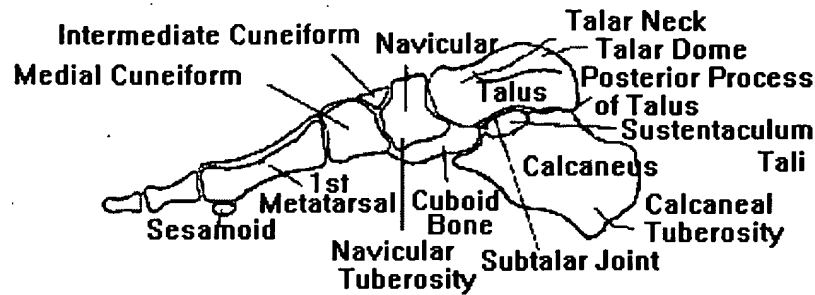 Talar Neck
Intermediate Cuneiform
Navicular
Talar Dome
Medial Cuneiform
Posterior Process
of Talus
Talus
Sustentaculum
Tali
Calcaneus
1st
Metatarsal
Cuboid
Bone
Calcaneal
Tuberosity
Sesamoid
Navicular
Tuberosity
Subtalar Joint